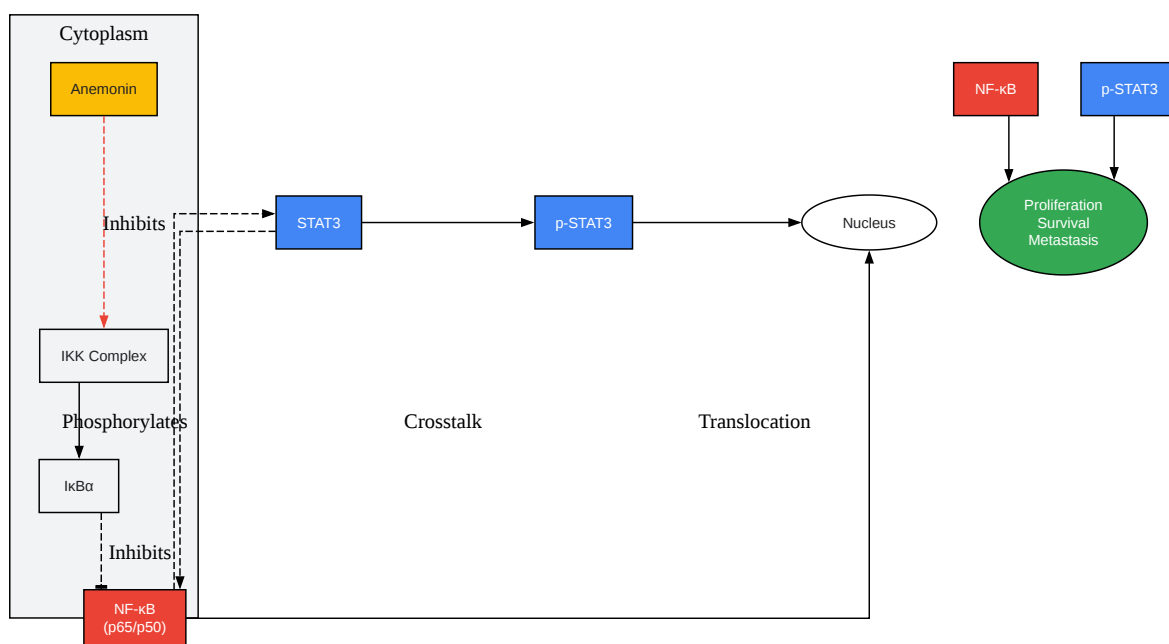 Cytoplasm
Anemonin
NF-κB
p-STAT3
Inhibits
STAT3
p-STAT3
Nucleus
Proliferation
Survival
Metastasis
IKK Complex
Phosphorylates
Crosstalk
Translocation
IκBα
Inhibits
NF-κB
(p65/p50)